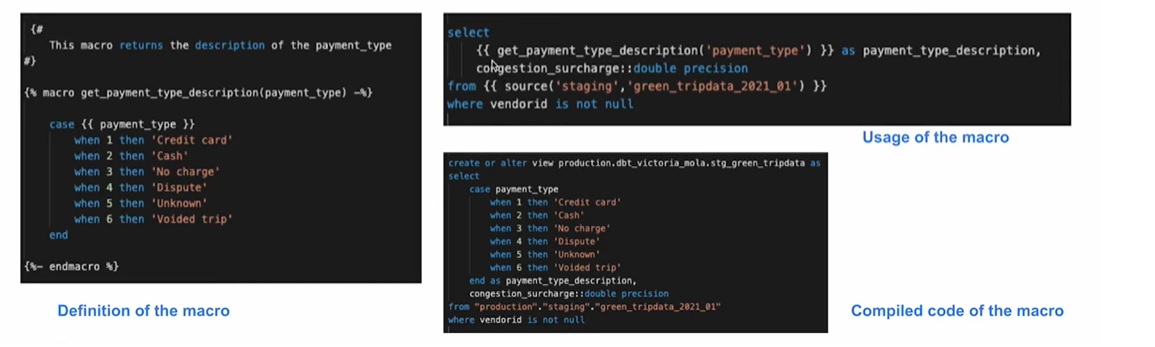 {#
This macro returns the description of the payment_type
#}
{% macro get_payment_type_description(payment_type) -%}
case {{ payment_type }}
when 1 then 'Credit card'
when 2 then 'Cash'
when 3 then 'No charge'
when 4 then 'Dispute'
when 5 then 'Unknown'
when 6 then 'Voided trip'
end
{%- endmacro %}
Definition of the macro
select
{{ get_payment_type_description('payment_type') }} as payment_type_description,
congestion_surcharge::double precision
from {{ source('staging','green_tripdata_2021_01') }}
where vendorid is not null
Usage of the macro
create or alter view production.dbt_victoria_mola.stg_green_tripdata as
select
case payment_type
when 1 then 'Credit card'
when 2 then 'Cash'
when 3 then 'No charge'
when 4 then 'Dispute'
when 5 then 'Unknown'
when 6 then 'Voided trip'
end as payment_type_description,
congestion_surcharge::double precision
from "production"."staging"."green_tripdata_2021_01"
where vendorid is not null
Compiled code of the macro